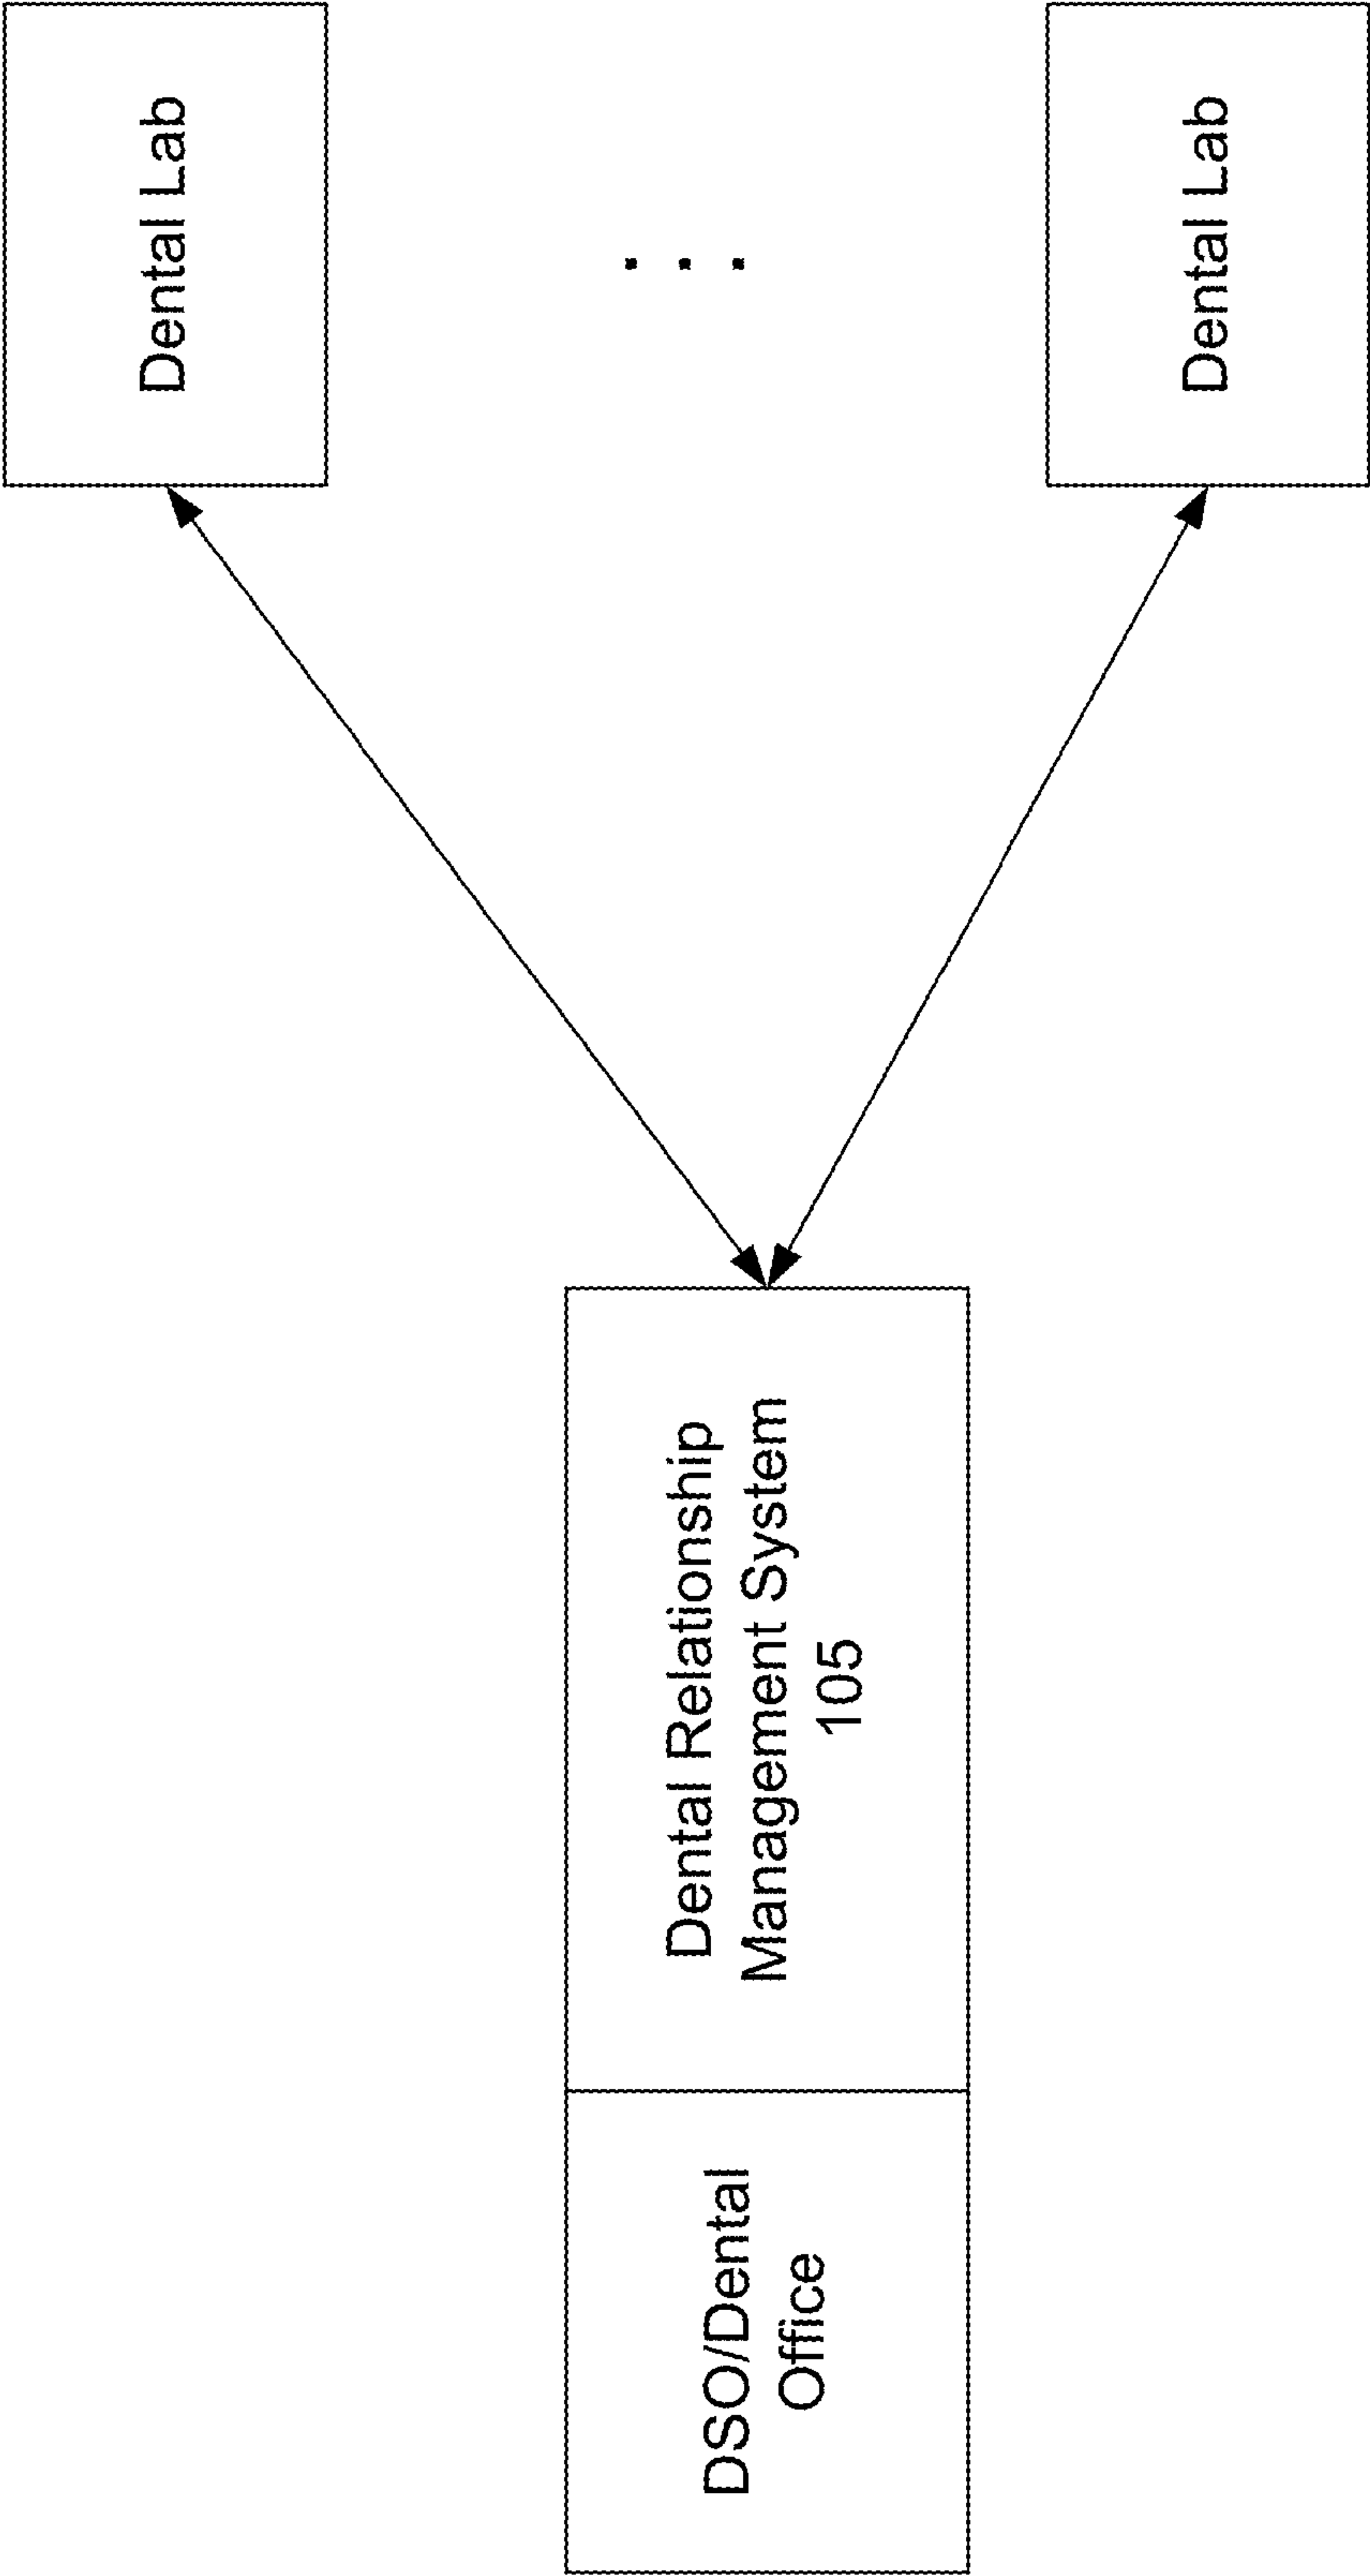 Dental Lab
. . .
Dental Lab
Dental Relationship
Management System
105
DSO/Dental
Office